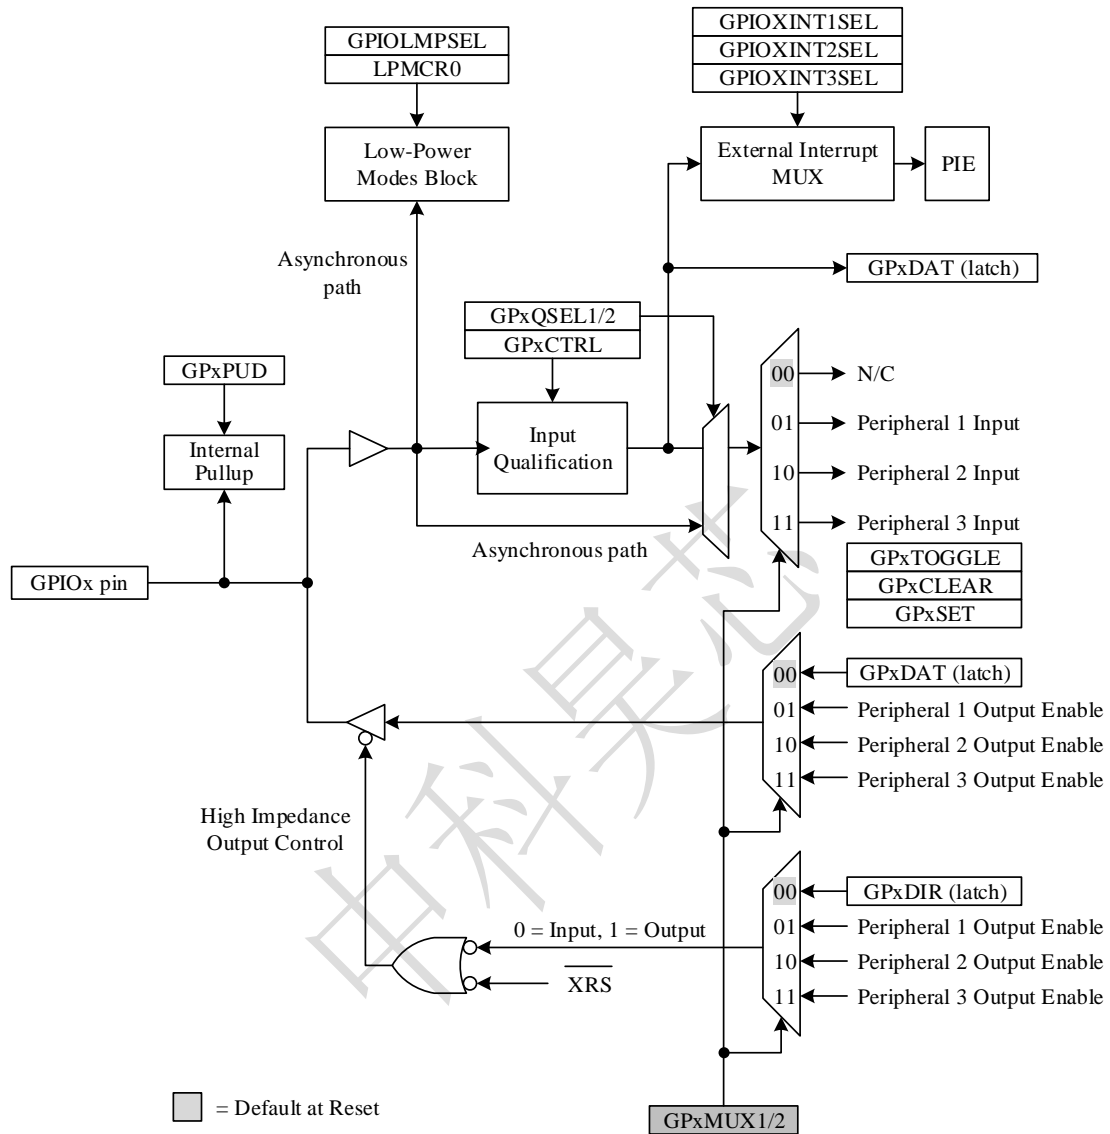 GPIOXINT1SEL
GPIOXINT2SEL
GPIOXINT3SEL
GPIOLMPSEL
LPMCR0
Low-Power
Modes Block
External Interrupt
MUX
PIE
Asynchronous
path
GPxDAT (latch)
GPxQSEL1/2
GPxCTRL
GPxPUD
Internal
Pullup
Input
Qualification
00
N/C
01
Peripheral 1 Input
10
Peripheral 2 Input
11
Peripheral 3 Input
Asynchronous path
GPIOx pin
GPxTOGGLE
GPxCLEAR
GPxSET
00
GPxDAT (latch)
01
Peripheral 1 Output Enable
10
Peripheral 2 Output Enable
11
Peripheral 3 Output Enable
High Impedance
Output Control
00
GPxDIR (latch)
01
Peripheral 1 Output Enable
10
Peripheral 2 Output Enable
11
Peripheral 3 Output Enable
0 = Input, 1 = Output
XRS
= Default at Reset
GPxMUX1/2
中科昊芯